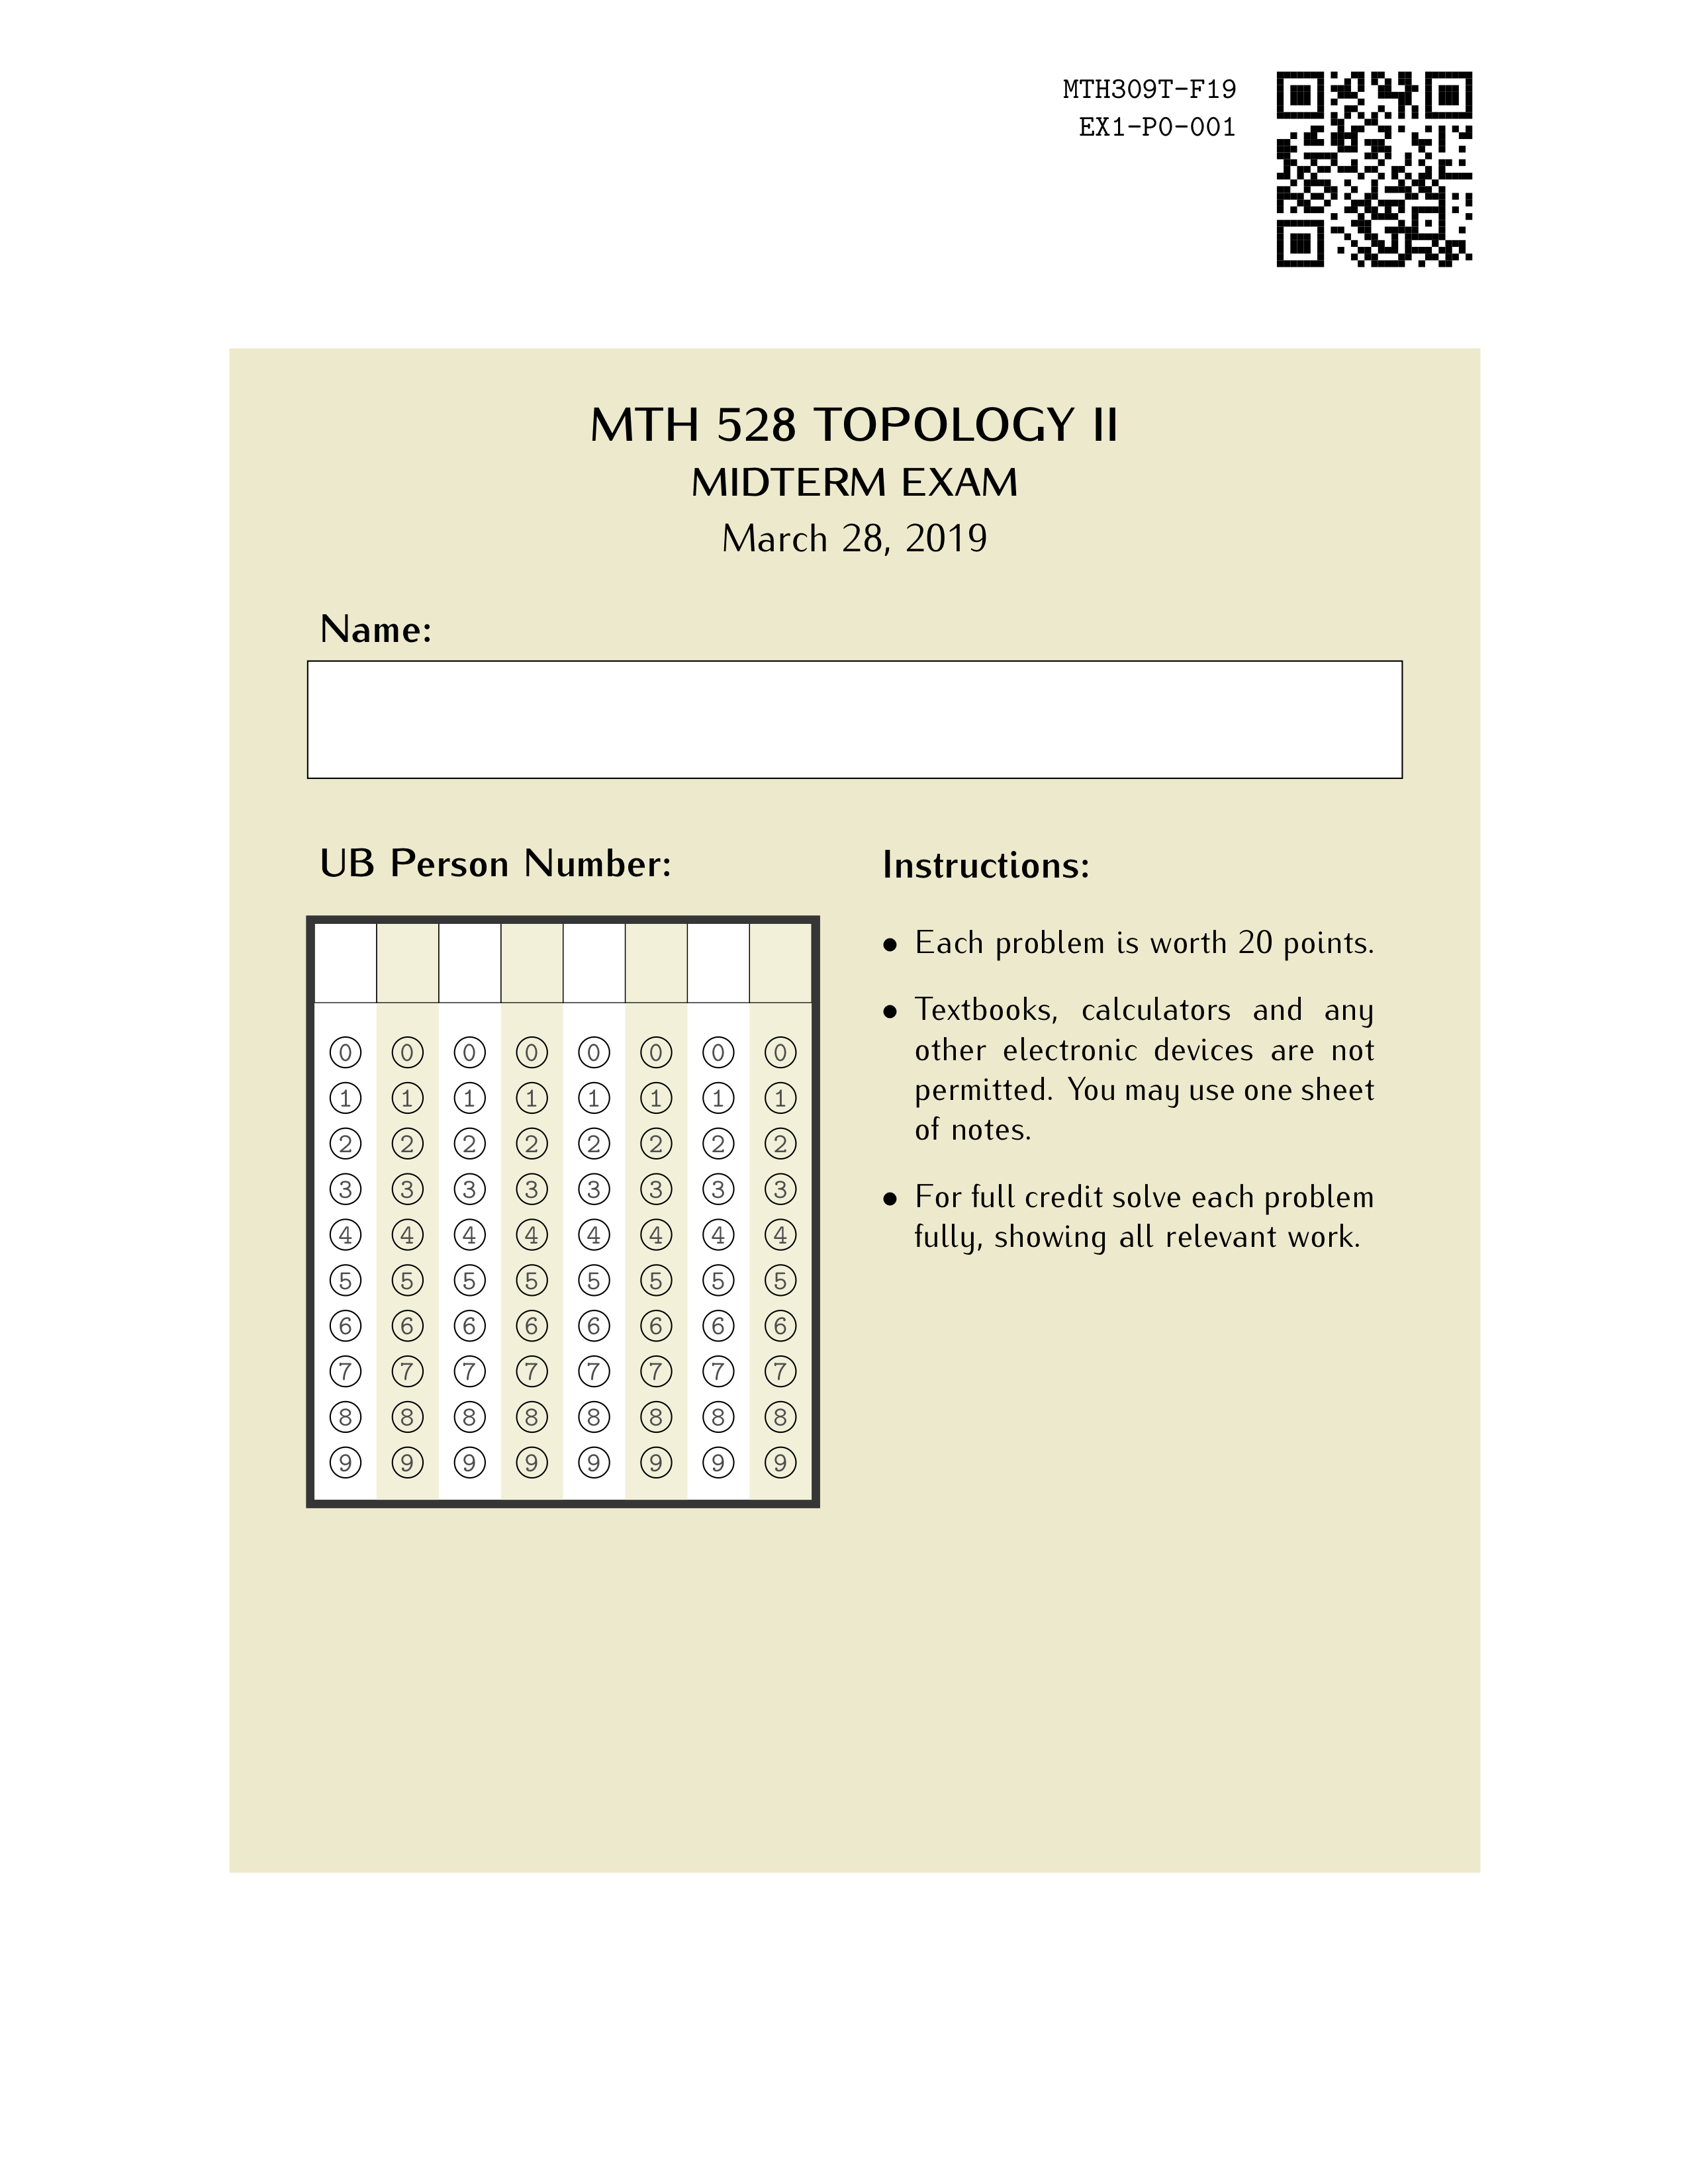 MTH309T-F19
EX1-P0-001
MTH 528 TOPOLOGY II
MIDTERM EXAM
March 28, 2019
Name:
UB Person Number:
0 0 0 0 0 0 0 0
1 1 1 1 1 1 1 1
2 2 2 2 2 2 2 2
3 3 3 3 3 3 3 3
4 4 4 4 4 4 4 4
5 5 5 5 5 5 5 5
6 6 6 6 6 6 6 6
7 7 7 7 7 7 7 7
8 8 8 8 8 8 8 8
9 9 9 9 9 9 9 9
Instructions:
• Each problem is worth 20 points.
• Textbooks, calculators and any
other electronic devices are not
permitted. You may use one sheet
of notes.
• For full credit solve each problem
fully, showing all relevant work.